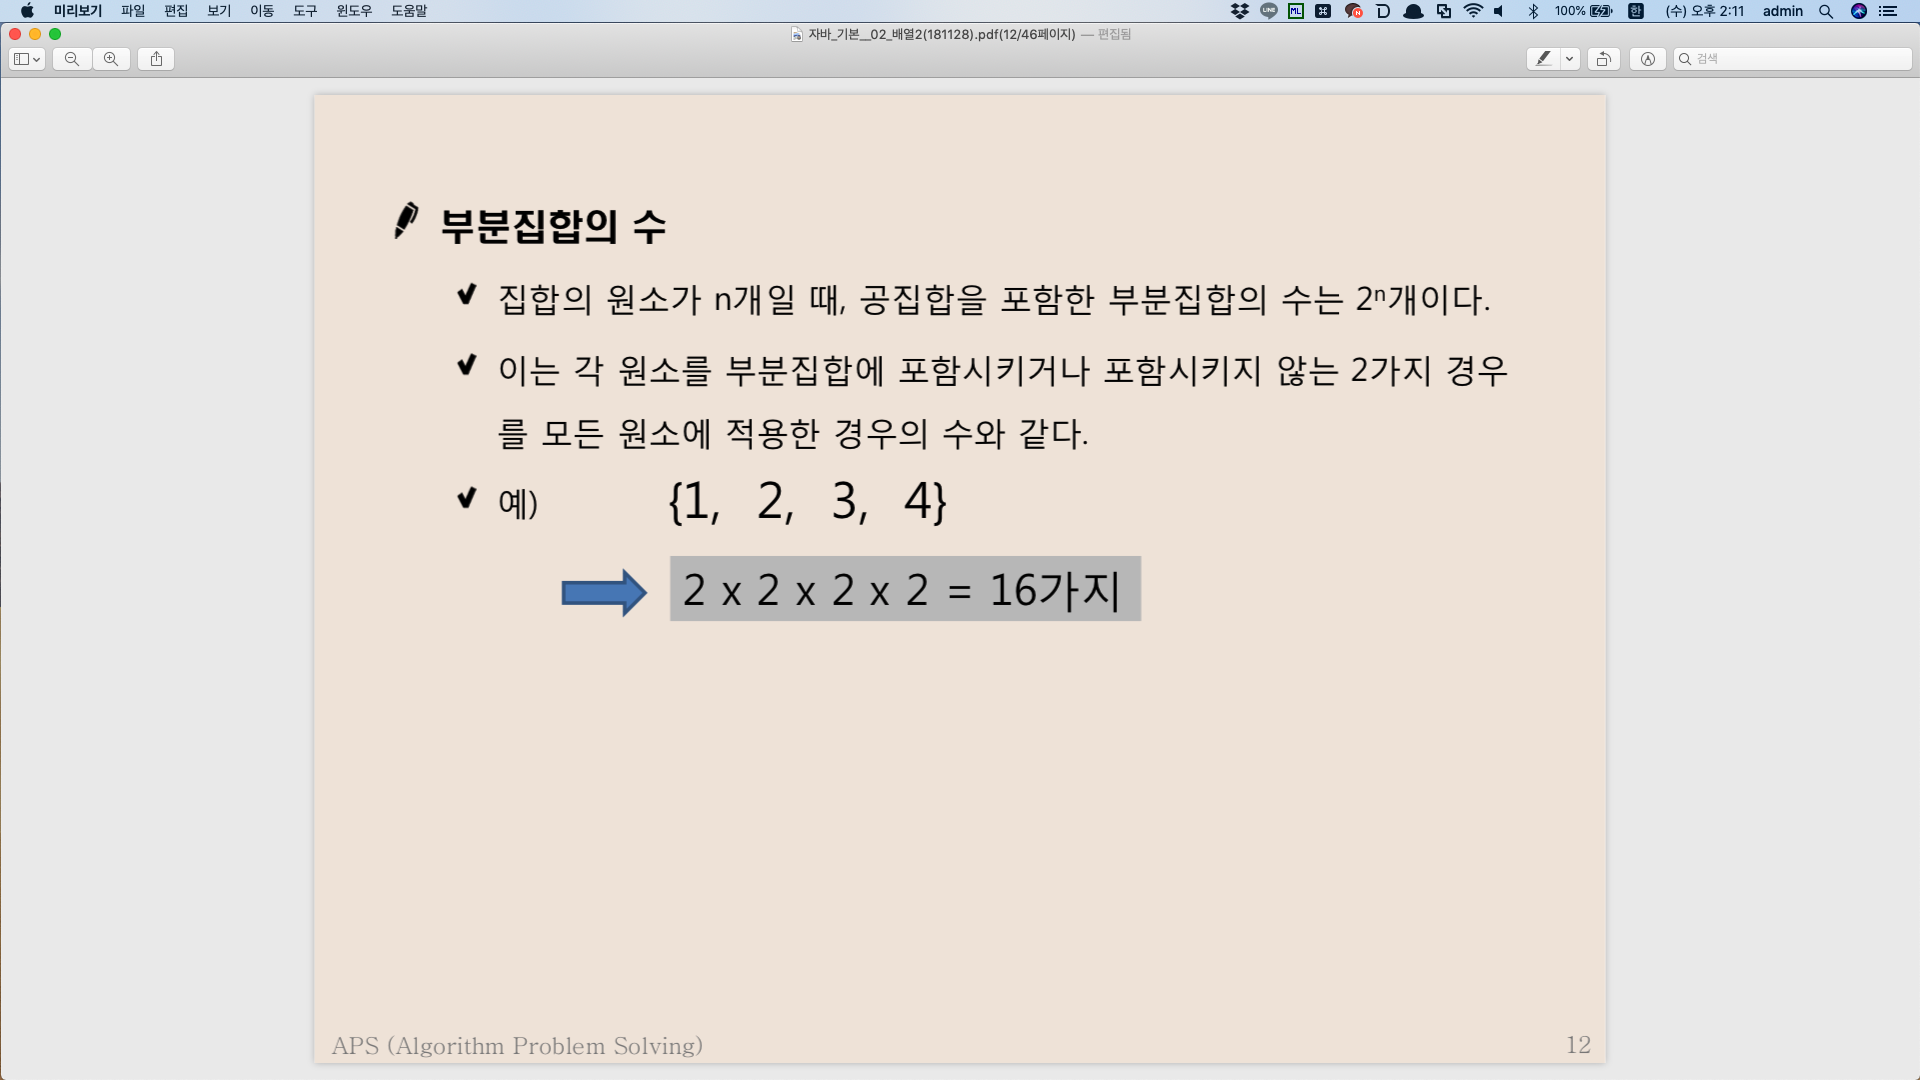 미리보기 파일 편집 보기 이동 도구 윈도우 도움말 LINE ML N 100% 한 (수) 오후 2:11 admin
자바_기본__02_배열2(181128).pdf(12/46페이지) — 편집됨
검색
부분집합의 수
집합의 원소가 n개일 때, 공집합을 포함한 부분집합의 수는 2ⁿ개이다.
이는 각 원소를 부분집합에 포함시키거나 포함시키지 않는 2가지 경우
를 모든 원소에 적용한 경우의 수와 같다.
예) {1, 2, 3, 4}
2 x 2 x 2 x 2 = 16가지
APS (Algorithm Problem Solving) 12